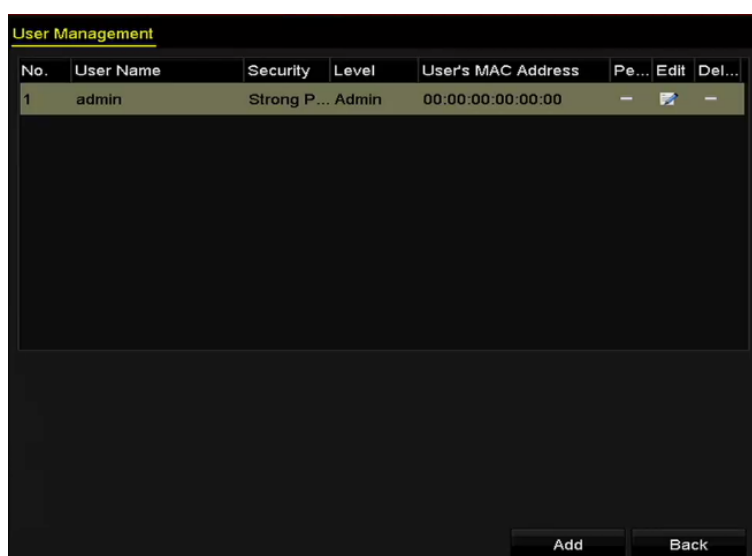 User Management
No. User Name Security Level User's MAC Address Pe... Edit Del...
1 admin Strong P... Admin 00:00:00:00:00:00 – –
Add Back